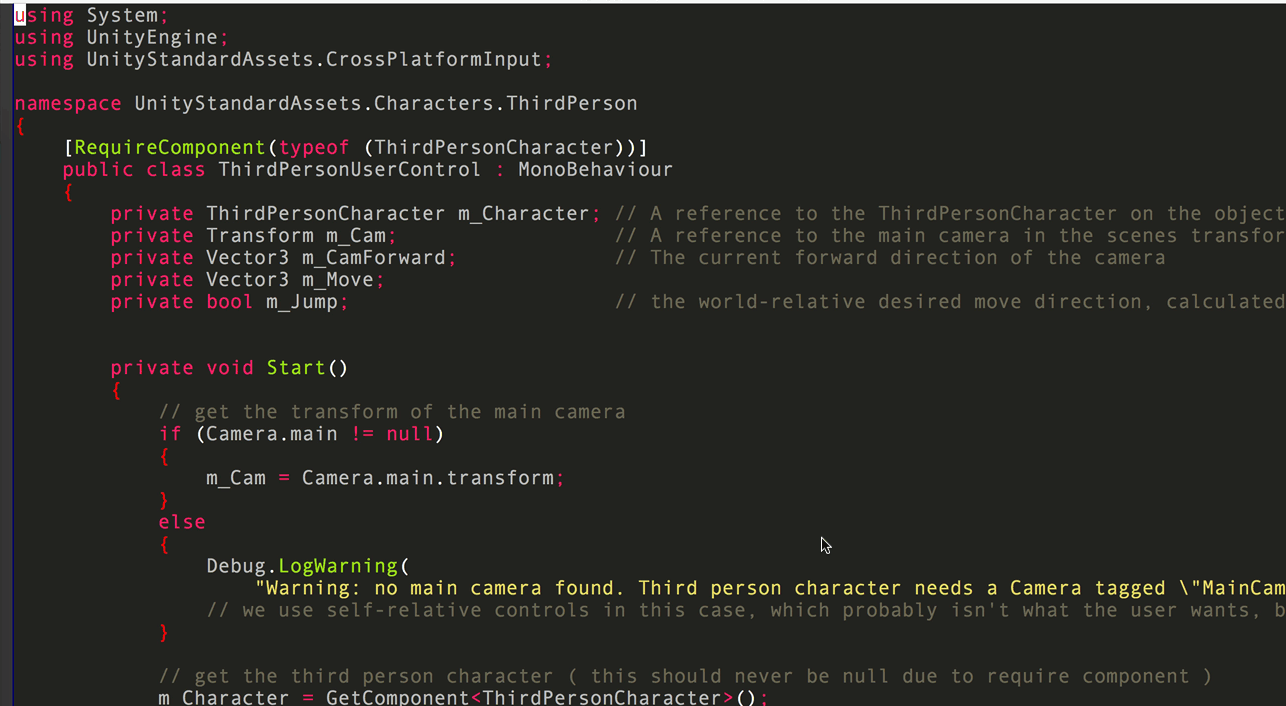 using System;
using UnityEngine;
using UnityStandardAssets.CrossPlatformInput;

namespace UnityStandardAssets.Characters.ThirdPerson
{
    [RequireComponent(typeof (ThirdPersonCharacter))]
    public class ThirdPersonUserControl : MonoBehaviour
    {
        private ThirdPersonCharacter m_Character; // A reference to the ThirdPersonCharacter on the object
        private Transform m_Cam;                  // A reference to the main camera in the scenes transfor
        private Vector3 m_CamForward;             // The current forward direction of the camera
        private Vector3 m_Move;
        private bool m_Jump;                      // the world-relative desired move direction, calculated

        private void Start()
        {
            // get the transform of the main camera
            if (Camera.main != null)
            {
                m_Cam = Camera.main.transform;
            }
            else
            {
                Debug.LogWarning(
                    "Warning: no main camera found. Third person character needs a Camera tagged \"MainCam
                // we use self-relative controls in this case, which probably isn't what the user wants, b
            }

            // get the third person character ( this should never be null due to require component )
            m_Character = GetComponent<ThirdPersonCharacter>();